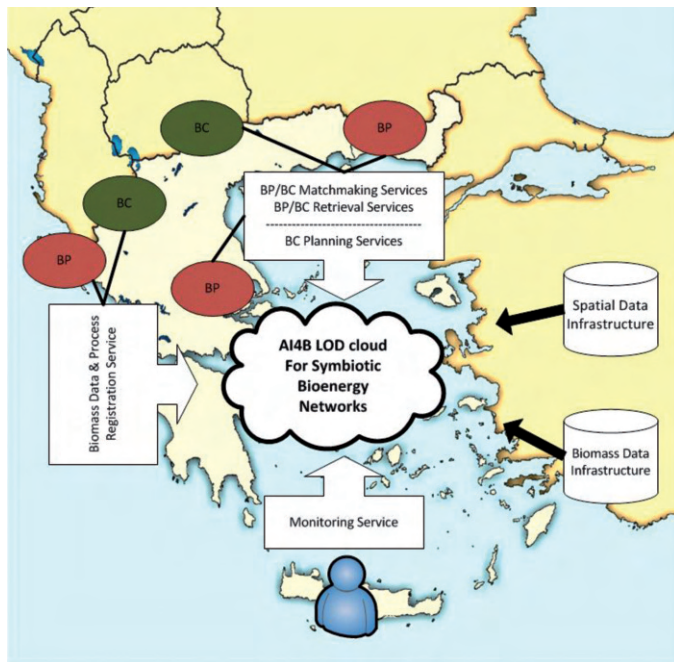 BC
BP
BP/BC Matchmaking Services
BP/BC Retrieval Services
BC Planning Services
BC
BP
BP
Spatial Data
Infrastructure
AI4B LOD cloud
For Symbiotic
Bioenergy
Networks
Biomass Data & Process
Registration Service
Biomass Data
Infrastructure
Monitoring Service